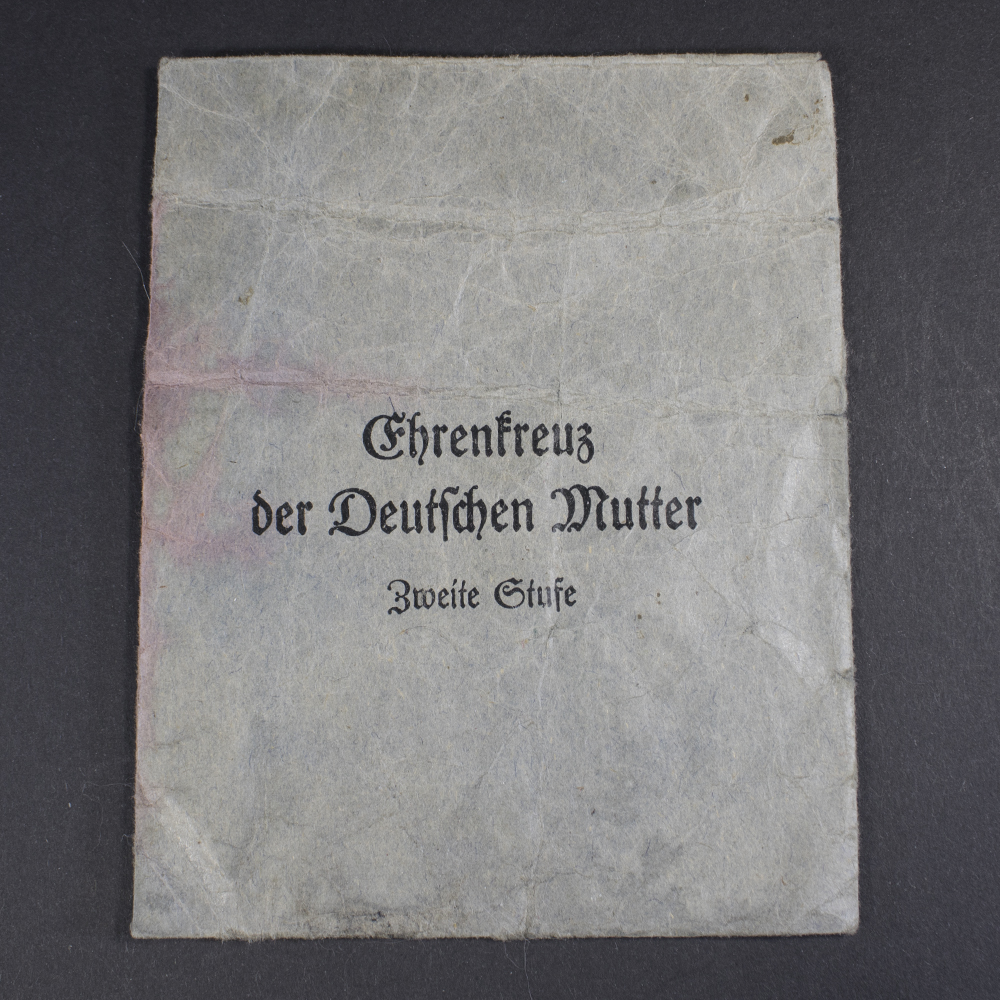 Ehrenkreuz
der Deutſchen Mutter
Zweite Stufe